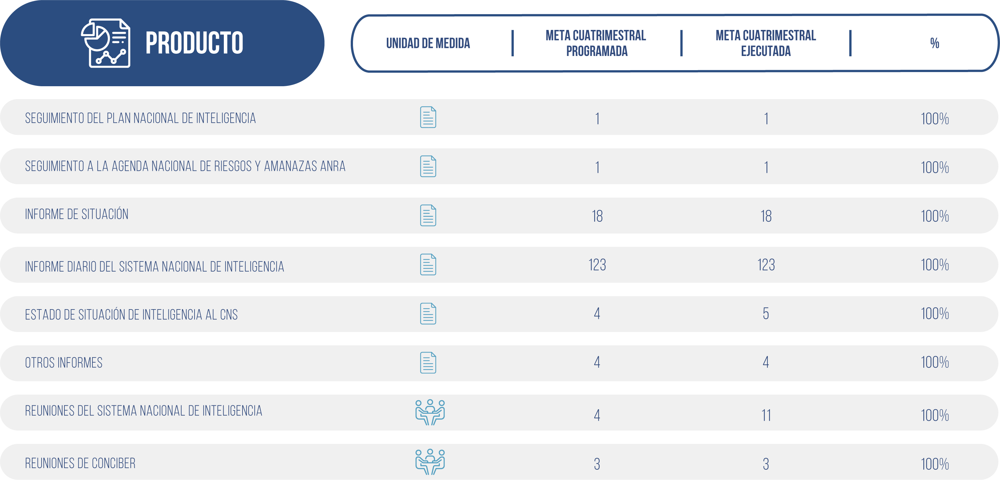 PRODUCTO
UNIDAD DE MEDIDA
META CUATRIMESTRAL
PROGRAMADA
META CUATRIMESTRAL
EJECUTADA
%
SEGUIMIENTO DEL PLAN NACIONAL DE INTELIGENCIA 1 1 100%
SEGUIMIENTO A LA AGENDA NACIONAL DE RIESGOS Y AMANAZAS ANRA 1 1 100%
INFORME DE SITUACIÓN 18 18 100%
INFORME DIARIO DEL SISTEMA NACIONAL DE INTELIGENCIA 123 123 100%
ESTADO DE SITUACIÓN DE INTELIGENCIA AL CNS 4 5 100%
OTROS INFORMES 4 4 100%
REUNIONES DEL SISTEMA NACIONAL DE INTELIGENCIA 4 11 100%
REUNIONES DE CONCIBER 3 3 100%